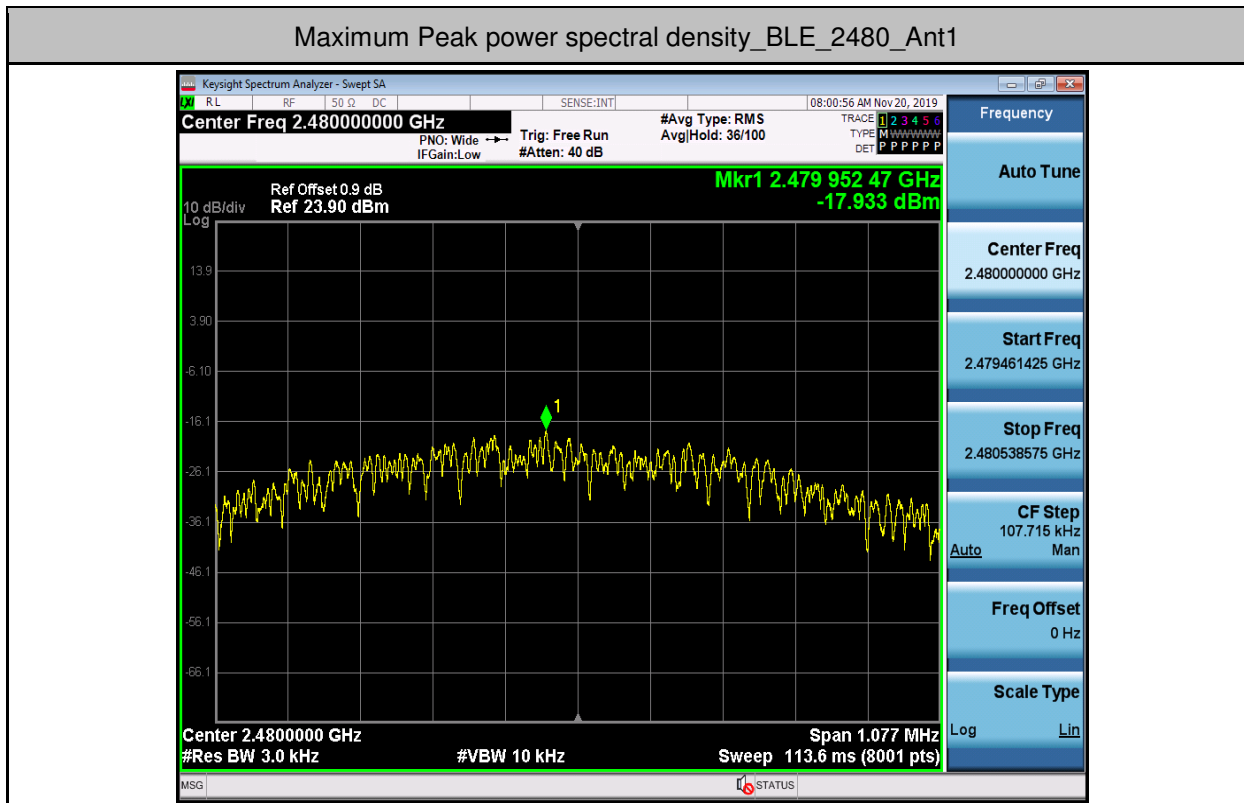 Maximum Peak power spectral density_BLE_2480_Ant1
Keysight Spectrum Analyzer - Swept SA
LXI RL RF 50 Ω DC SENSE:INT 08:00:56 AM Nov 20, 2019
Center Freq 2.480000000 GHz
PNO: Wide
IFGain:Low
Trig: Free Run
#Atten: 40 dB
#Avg Type: RMS
Avg|Hold: 36/100
TRACE 1 2 3 4 5 6
TYPE M W W W W W
DET P P P P P P
Mkr1 2.479 952 47 GHz
-17.933 dBm
Ref Offset 0.9 dB
10 dB/div Ref 23.90 dBm
Log
13.9
3.90
-6.10
-16.1
-26.1
-36.1
-46.1
-56.1
-66.1
1
Center 2.4800000 GHz Span 1.077 MHz
#Res BW 3.0 kHz #VBW 10 kHz Sweep 113.6 ms (8001 pts)
MSG STATUS
Frequency
Auto Tune
Center Freq
2.480000000 GHz
Start Freq
2.479461425 GHz
Stop Freq
2.480538575 GHz
CF Step
107.715 kHz
Auto Man
Freq Offset
0 Hz
Scale Type
Log Lin